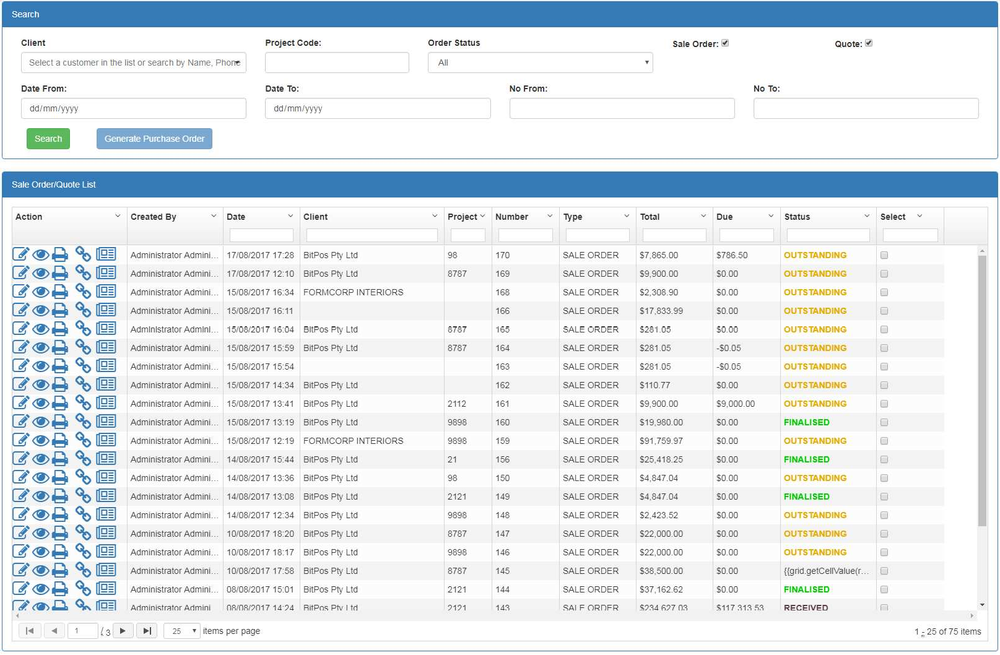 Search
Client Project Code: Order Status Sale Order: Quote:
Select a customer in the list or search by Name, Phone All
Date From: Date To: No From: No To:
dd/mm/yyyy dd/mm/yyyy
Search Generate Purchase Order
Sale Order/Quote List
Action Created By Date Client Project Number Type Total Due Status Select
Administrator Admini... 17/08/2017 17:28 BitPos Pty Ltd 98 170 SALE ORDER $7,865.00 $786.50 OUTSTANDING
Administrator Admini... 17/08/2017 12:10 BitPos Pty Ltd 8787 169 SALE ORDER $9,900.00 $0.00 OUTSTANDING
Administrator Admini... 15/08/2017 16:34 FORMCORP INTERIORS 168 SALE ORDER $2,308.90 $0.00 OUTSTANDING
Administrator Admini... 15/08/2017 16:11 166 SALE ORDER $17,833.99 $0.00 OUTSTANDING
Administrator Admini... 15/08/2017 16:04 BitPos Pty Ltd 8787 165 SALE ORDER $281.05 $0.00 OUTSTANDING
Administrator Admini... 15/08/2017 15:59 BitPos Pty Ltd 8787 164 SALE ORDER $281.05 -$0.05 OUTSTANDING
Administrator Admini... 15/08/2017 15:54 163 SALE ORDER $281.05 -$0.05 OUTSTANDING
Administrator Admini... 15/08/2017 14:34 BitPos Pty Ltd 162 SALE ORDER $110.77 $0.00 OUTSTANDING
Administrator Admini... 15/08/2017 13:41 BitPos Pty Ltd 2112 161 SALE ORDER $9,900.00 $9,000.00 OUTSTANDING
Administrator Admini... 15/08/2017 13:19 BitPos Pty Ltd 9898 160 SALE ORDER $19,980.00 $0.00 FINALISED
Administrator Admini... 15/08/2017 12:19 FORMCORP INTERIORS 9898 159 SALE ORDER $91,759.97 $0.00 OUTSTANDING
Administrator Admini... 14/08/2017 15:44 BitPos Pty Ltd 21 156 SALE ORDER $25,418.25 $0.00 FINALISED
Administrator Admini... 14/08/2017 13:36 BitPos Pty Ltd 98 150 SALE ORDER $4,847.04 $0.00 OUTSTANDING
Administrator Admini... 14/08/2017 13:08 BitPos Pty Ltd 2121 149 SALE ORDER $4,847.04 $0.00 FINALISED
Administrator Admini... 14/08/2017 12:34 BitPos Pty Ltd 9898 148 SALE ORDER $2,423.52 $0.00 OUTSTANDING
Administrator Admini... 10/08/2017 18:20 BitPos Pty Ltd 8787 147 SALE ORDER $22,000.00 $0.00 OUTSTANDING
Administrator Admini... 10/08/2017 18:17 BitPos Pty Ltd 9898 146 SALE ORDER $22,000.00 $0.00 OUTSTANDING
Administrator Admini... 10/08/2017 17:58 BitPos Pty Ltd 8787 145 SALE ORDER $38,500.00 $0.00 {{grid.getCellValue(r...
Administrator Admini... 08/08/2017 15:01 BitPos Pty Ltd 2121 144 SALE ORDER $37,162.62 $0.00 FINALISED
Administrator Admini 08/08/2017 14:24 BitPos Pty Ltd 2121 143 SALE ORDER $234,627.03 $117,313.53 RECEIVED
1 / 3 25 items per page 1 - 25 of 75 items